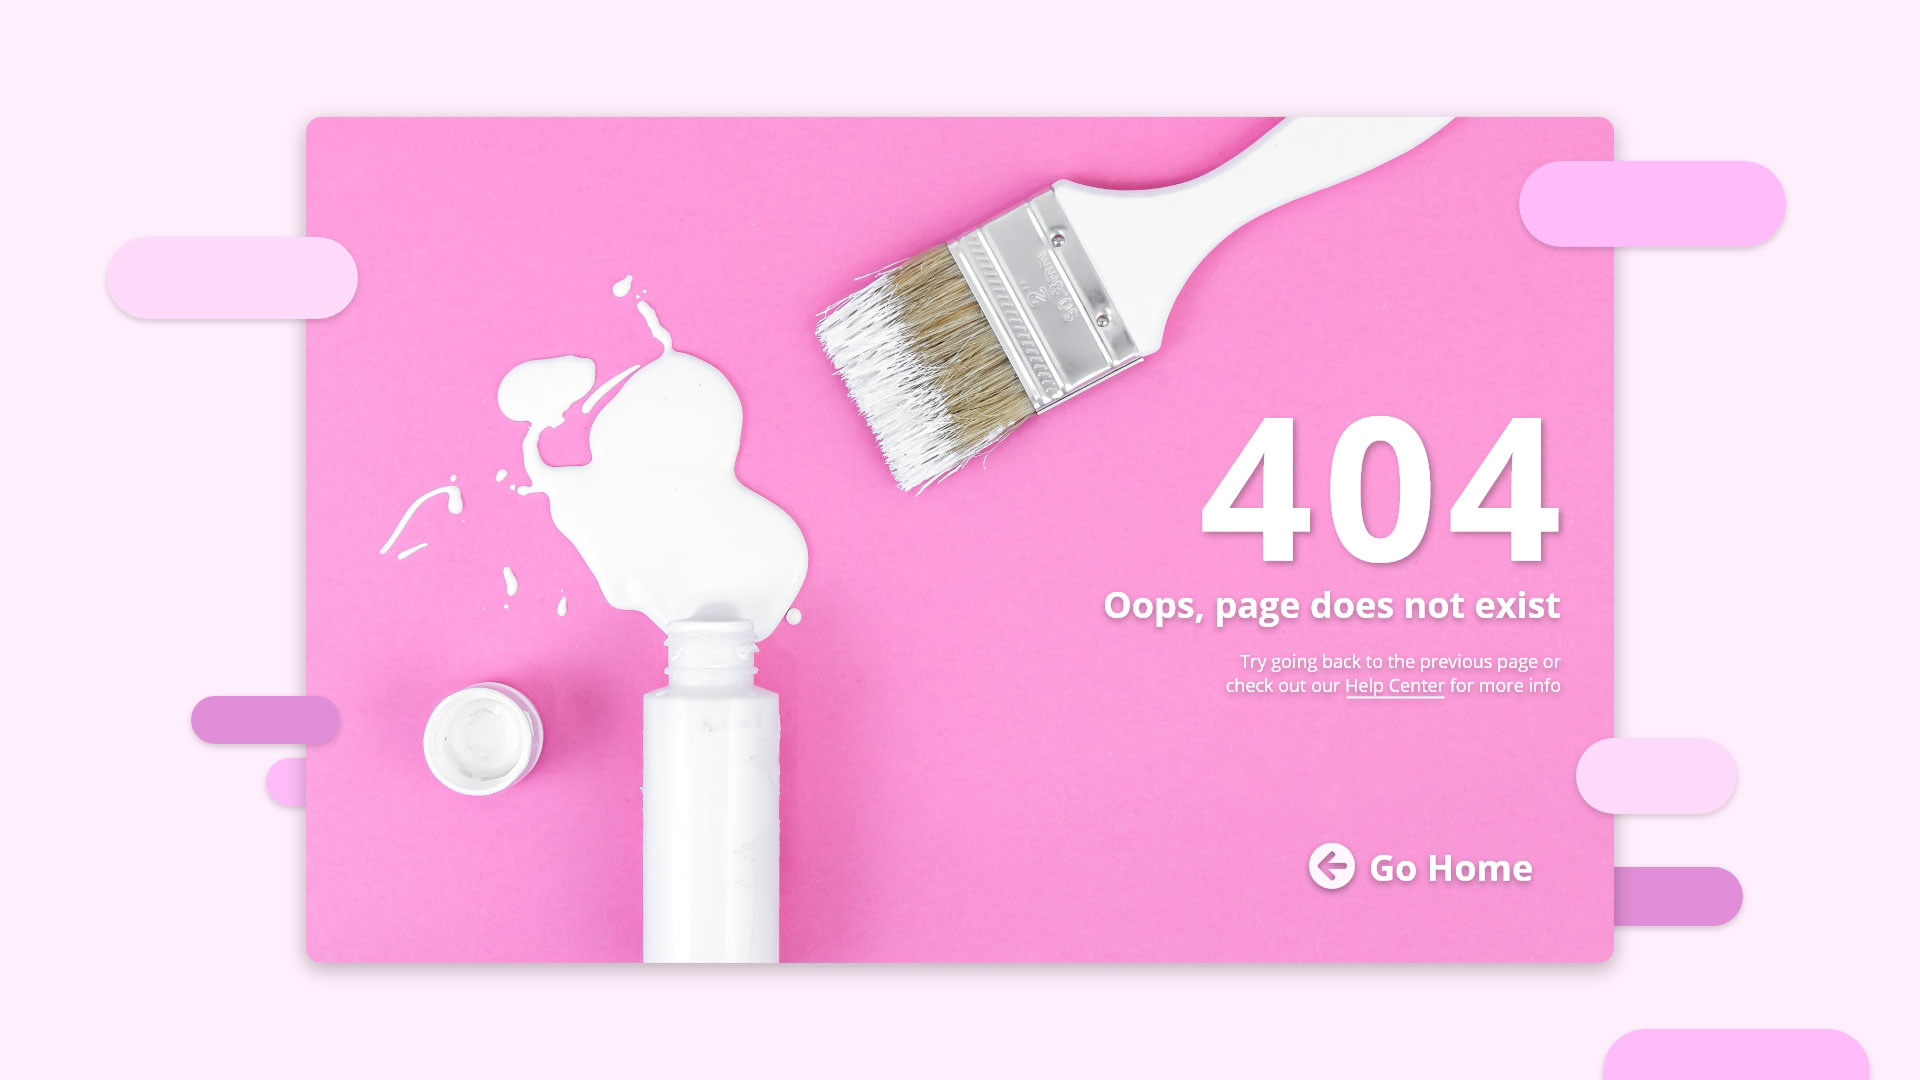 404
Oops, page does not exist
Try going back to the previous page or
check out our Help Center for more info
Go Home